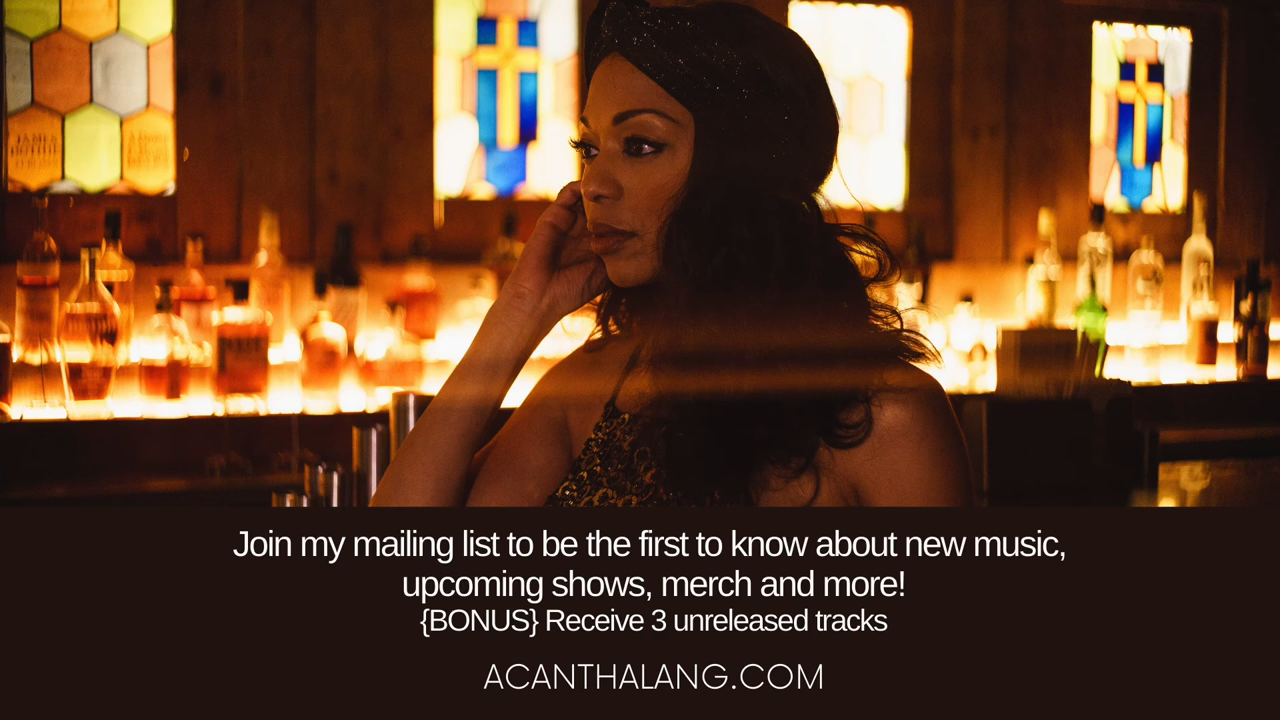 Join my mailing list to be the first to know about new music,
upcoming shows, merch and more!
{BONUS} Receive 3 unreleased tracks
ACANTHALANG.COM